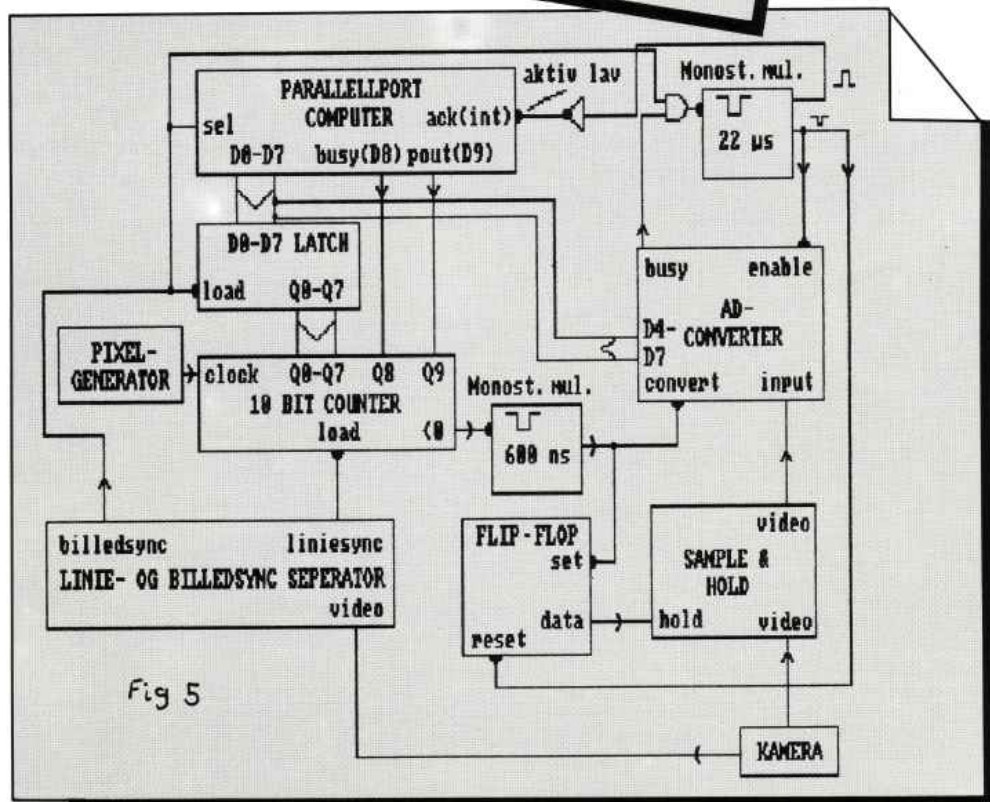 PARALLELPORT
COMPUTER
sel
ack(int)
D0-D7
busy(D8)
pout(D9)
aktiv lav
Monost. mul.
22 µs
D0-D7 LATCH
load
Q0-Q7
busy
enable
AD-
CONVERTER
D4-
D7
convert
input
PIXEL-
GENERATOR
clock
Q0-Q7
Q8
Q9
10 BIT COUNTER
load
<0
Monost. mul.
600 ns
billedsync
liniesync
LINIE- OG BILLEDSYNC SEPERATOR
video
FLIP-FLOP
set
data
reset
video
SAMPLE &
HOLD
hold
video
Fig 5
KAMERA